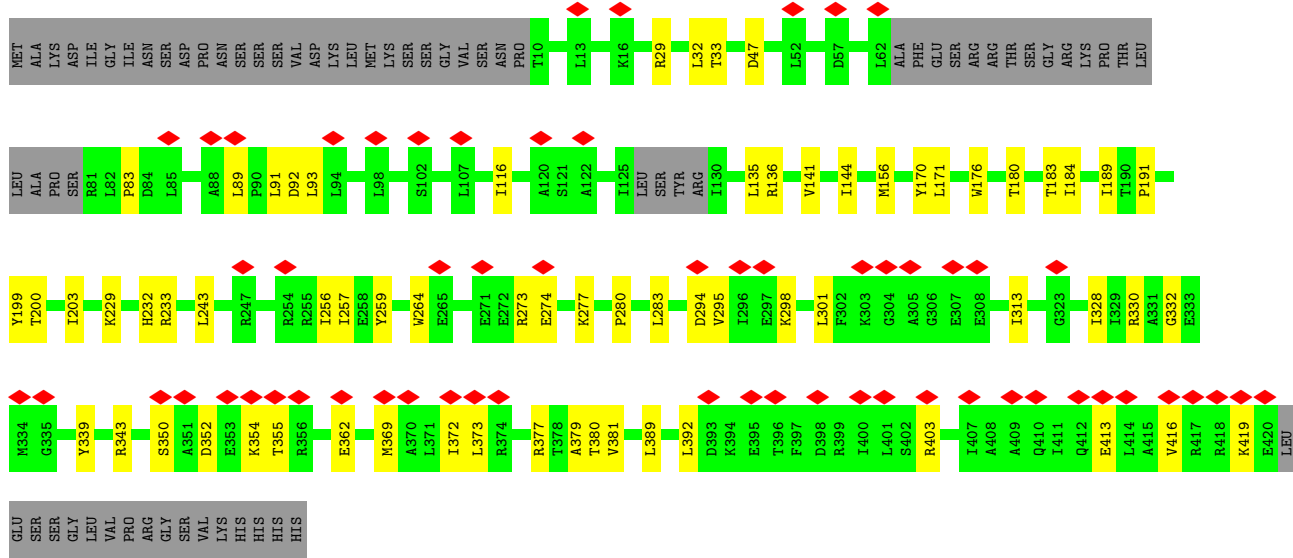 MET ALA LYS ASP ILE GLY ILE ASN SER ASP PRO ASN SER SER SER VAL ASP LYS LEU MET LYS SER SER GLY VAL SER ASN PRO T10 L13 K16 R29 L32 T33 D47 L52 D57 L62 ALA PHE GLU SER ARG ARG THR SER GLY ARG LYS PRO THR LEU
LEU ALA PRO SER R81 L82 P83 D84 L85 A88 L89 P90 L91 D92 L93 L94 L98 S102 L107 I116 A120 S121 A122 I125 LEU SER TYR ARG I130 L135 R136 V141 I144 M156 Y170 L171 W176 T180 T183 I184 I189 T190 P191
Y199 T200 I203 K229 H232 R233 L243 R247 R254 R255 I256 I257 E258 Y259 W264 E265 E271 E272 R273 E274 K277 P280 L283 D294 V295 I296 E297 K298 L301 F302 K303 G304 A305 G306 E307 E308 I313 G323 I328 I329 R330 A331 G332 E333
M334 G335 Y339 R343 S350 A351 D352 E353 K354 T355 R356 E362 M369 A370 L371 I372 L373 R374 R377 T378 A379 T380 V381 L389 L392 D393 K394 E395 T396 F397 D398 R399 I400 L401 S402 R403 I407 A408 A409 Q410 I411 Q412 E413 L414 A415 V416 R417 R418 K419 E420 LEU
GLU SER SER GLY LEU VAL PRO ARG GLY SER VAL LYS HIS HIS HIS HIS